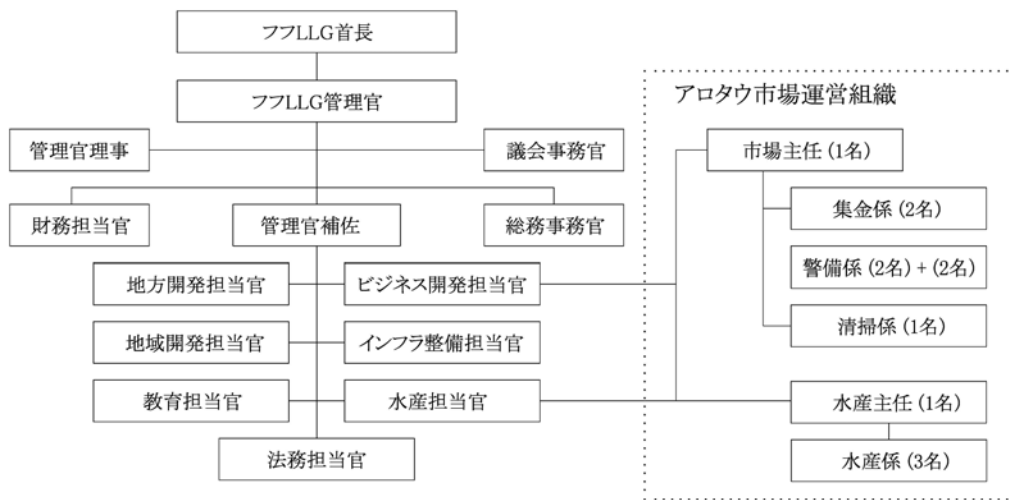 フフLLG首長
フフLLG管理官
アロタウ市場運営組織
管理官理事
議会事務官
市場主任 (1名)
財務担当官
管理官補佐
総務事務官
集金係 (2名)
地方開発担当官
ビジネス開発担当官
警備係 (2名) + (2名)
地域開発担当官
インフラ整備担当官
清掃係 (1名)
教育担当官
水産担当官
水産主任 (1名)
法務担当官
水産係 (3名)